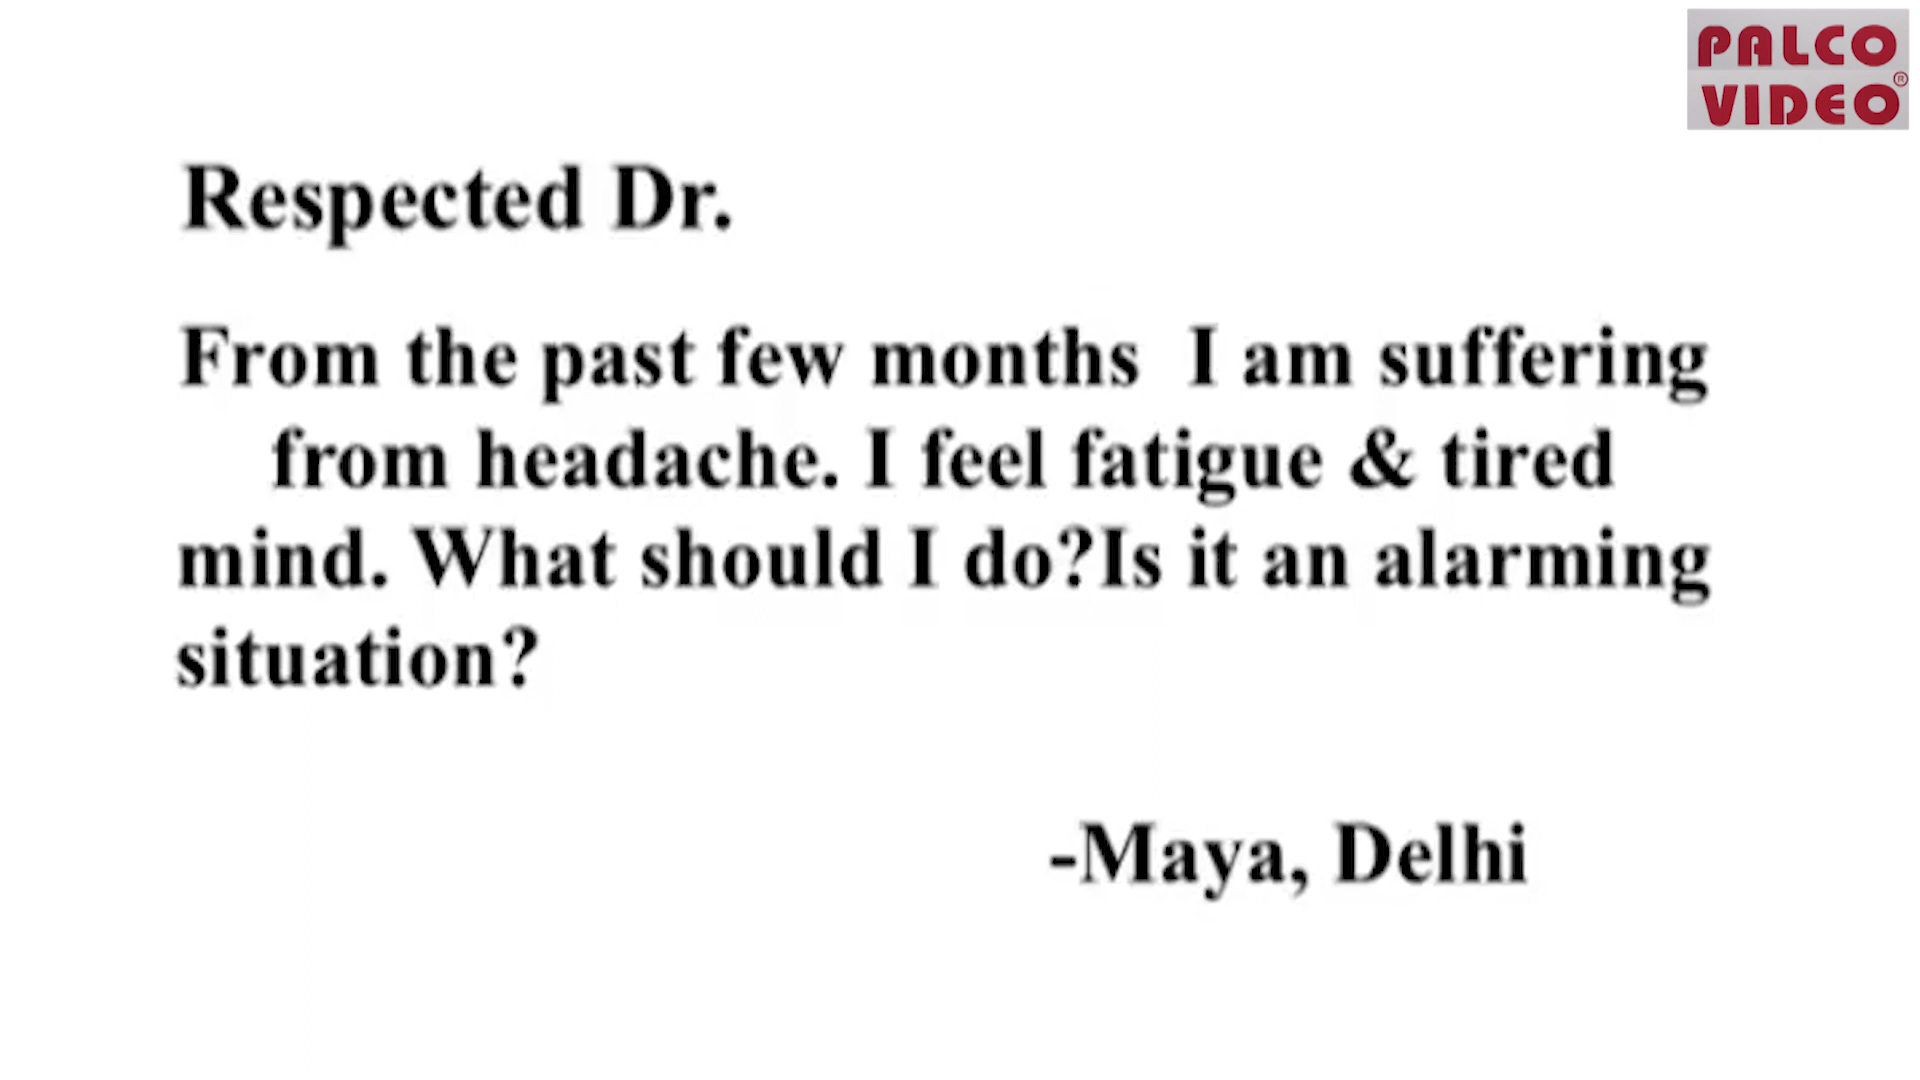 PALCO
VIDEO®
Respected Dr.
From the past few months I am suffering
from headache. I feel fatigue & tired
mind. What should I do?Is it an alarming
situation?
-Maya, Delhi